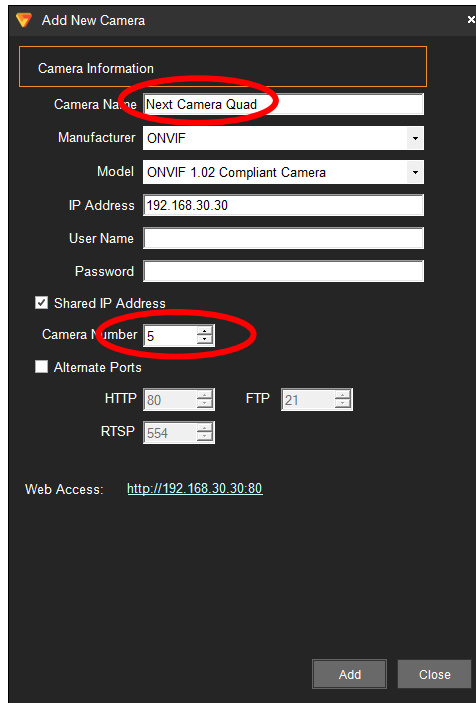 Add New Camera
Camera Information
Camera Name Next Camera Quad
Manufacturer ONVIF
Model ONVIF 1.02 Compliant Camera
IP Address 192.168.30.30
User Name
Password
Shared IP Address
Camera Number 5
Alternate Ports
HTTP 80 FTP 21
RTSP 554
Web Access: http://192.168.30.30:80
Add Close